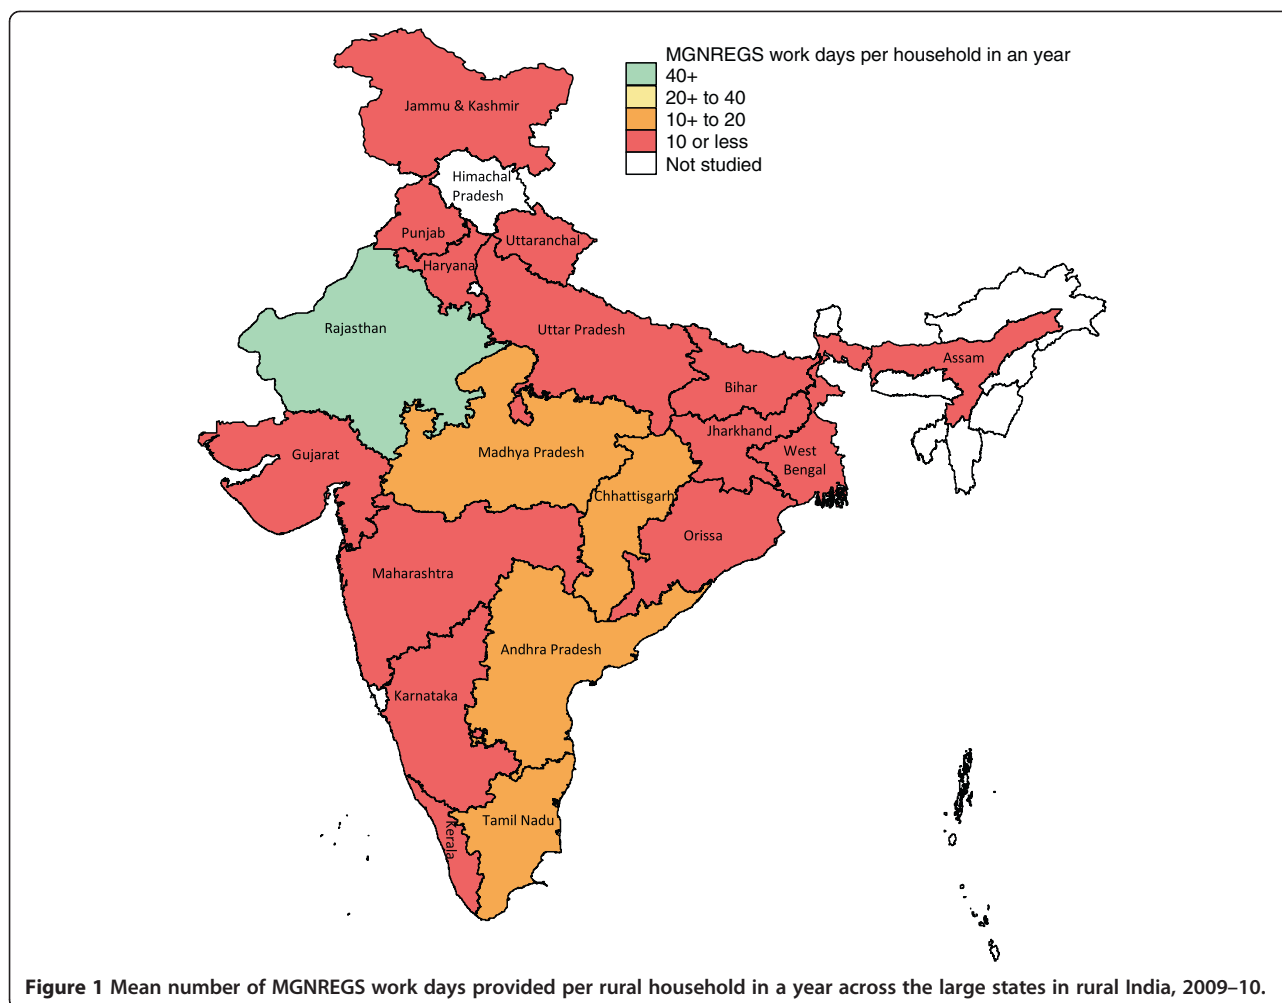 MGNREGS work days per household in an year
40+
20+ to 40
10+ to 20
10 or less
Not studied
Jammu & Kashmir
Himachal
Pradesh
Punjab
Uttaranchal
Haryana
Rajasthan
Uttar Pradesh
Assam
Bihar
Jharkhand
Gujarat
Madhya Pradesh
West
Bengal
Chhattisgarh
Orissa
Maharashtra
Andhra Pradesh
Karnataka
Tamil Nadu
Kerala
Figure 1 Mean number of MGNREGS work days provided per rural household in a year across the large states in rural India, 2009–10.